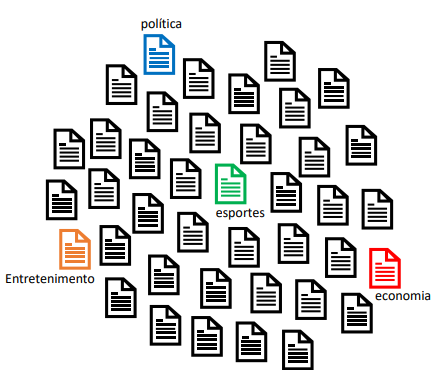 política
esportes
Entretenimento
economia